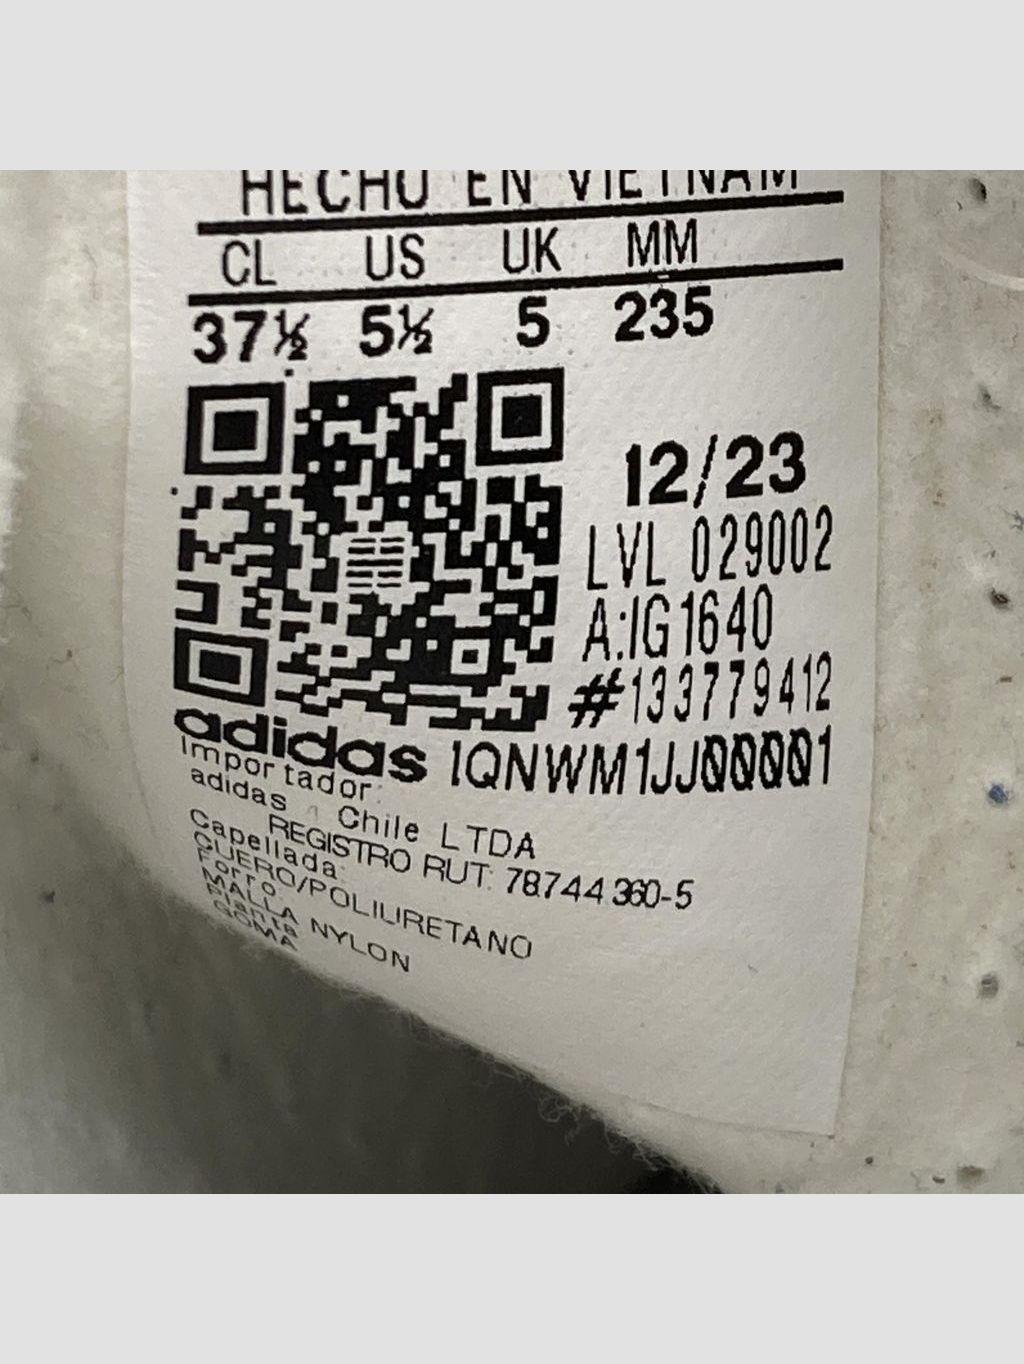 HECHO EN VIETNAM
CL US UK MM
37½ 5½ 5 235
12/23
LVL 029002
A:IG1640
#133779412
adidas 1QNWM1JJ00001
Importador:
adidas Chile LTDA
REGISTRO RUT: 78744360-5
Capellada:
CUERO/POLIURETANO
Forro
MALLA NYLON
Planta
GOMA